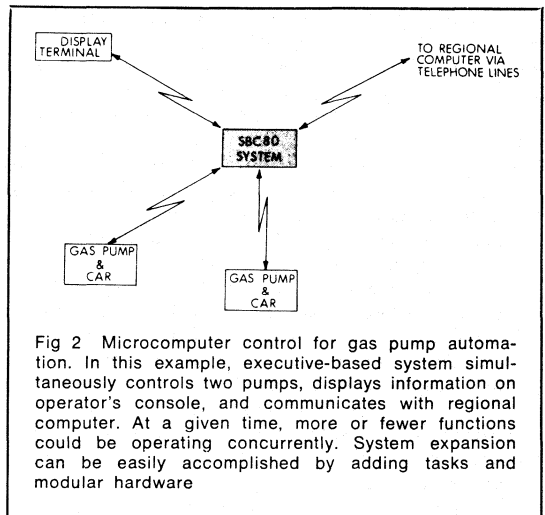 DISPLAY
TERMINAL
TO REGIONAL
COMPUTER VIA
TELEPHONE LINES
SBC 80
SYSTEM
GAS PUMP
&
CAR
GAS PUMP
&
CAR
Fig 2 Microcomputer control for gas pump automa-
tion. In this example, executive-based system simul-
taneously controls two pumps, displays information on
operator's console, and communicates with regional
computer. At a given time, more or fewer functions
could be operating concurrently. System expansion
can be easily accomplished by adding tasks and
modular hardware